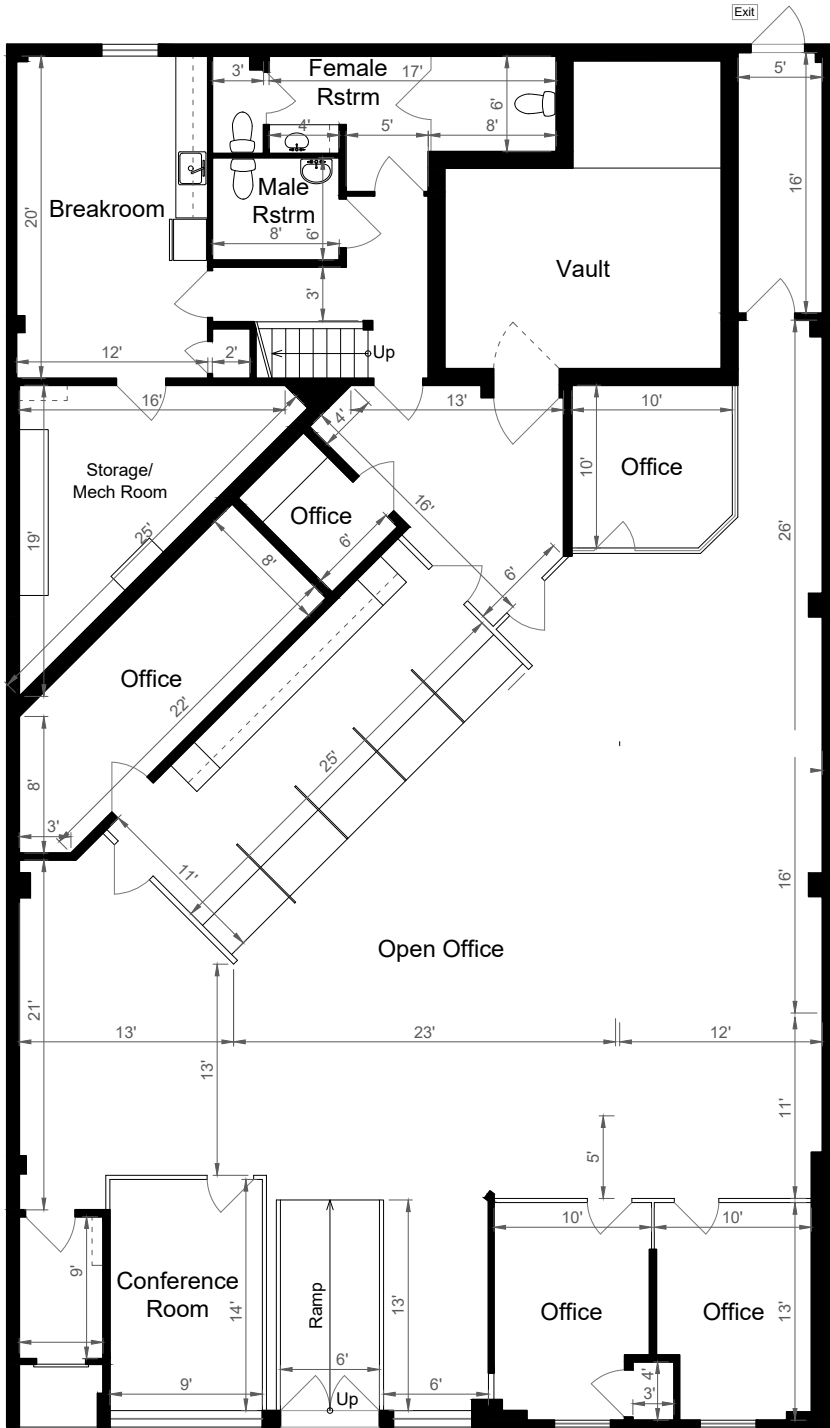 Exit
3'
Female
Rstrm
17'
5'
6'
4'
5'
8'
20'
Breakroom
Male
Rstrm
8'
6'
16'
Vault
3'
12'
2'
Up
16'
4'
13'
10'
Storage/
Mech Room
19'
25'
Office
16'
10'
Office
26'
8'
6'
6'
Office
22'
25'
8'
3'
11'
16'
Open Office
21'
13'
23'
12'
13'
11'
5'
9'
Conference
Room
14'
9'
Ramp
6'
Up
13'
6'
10'
10'
Office
Office
13'
4'
3'